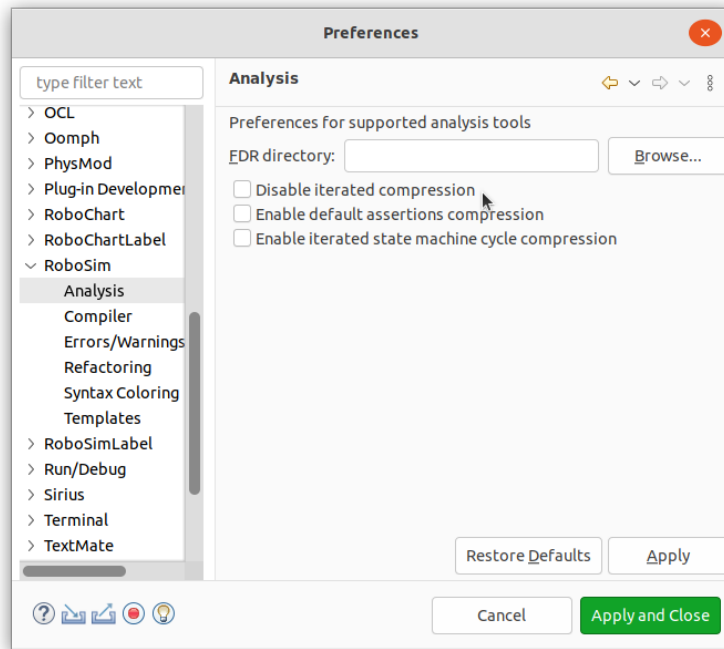 Preferences
type filter text
OCL
Oomph
PhysMod
Plug-in Developmen
RoboChart
RoboChartLabel
RoboSim
Analysis
Compiler
Errors/Warnings
Refactoring
Syntax Coloring
Templates
RoboSimLabel
Run/Debug
Sirius
Terminal
TextMate
Analysis
Preferences for supported analysis tools
FDR directory:
Browse...
Disable iterated compression
Enable default assertions compression
Enable iterated state machine cycle compression
Restore Defaults
Apply
Cancel
Apply and Close